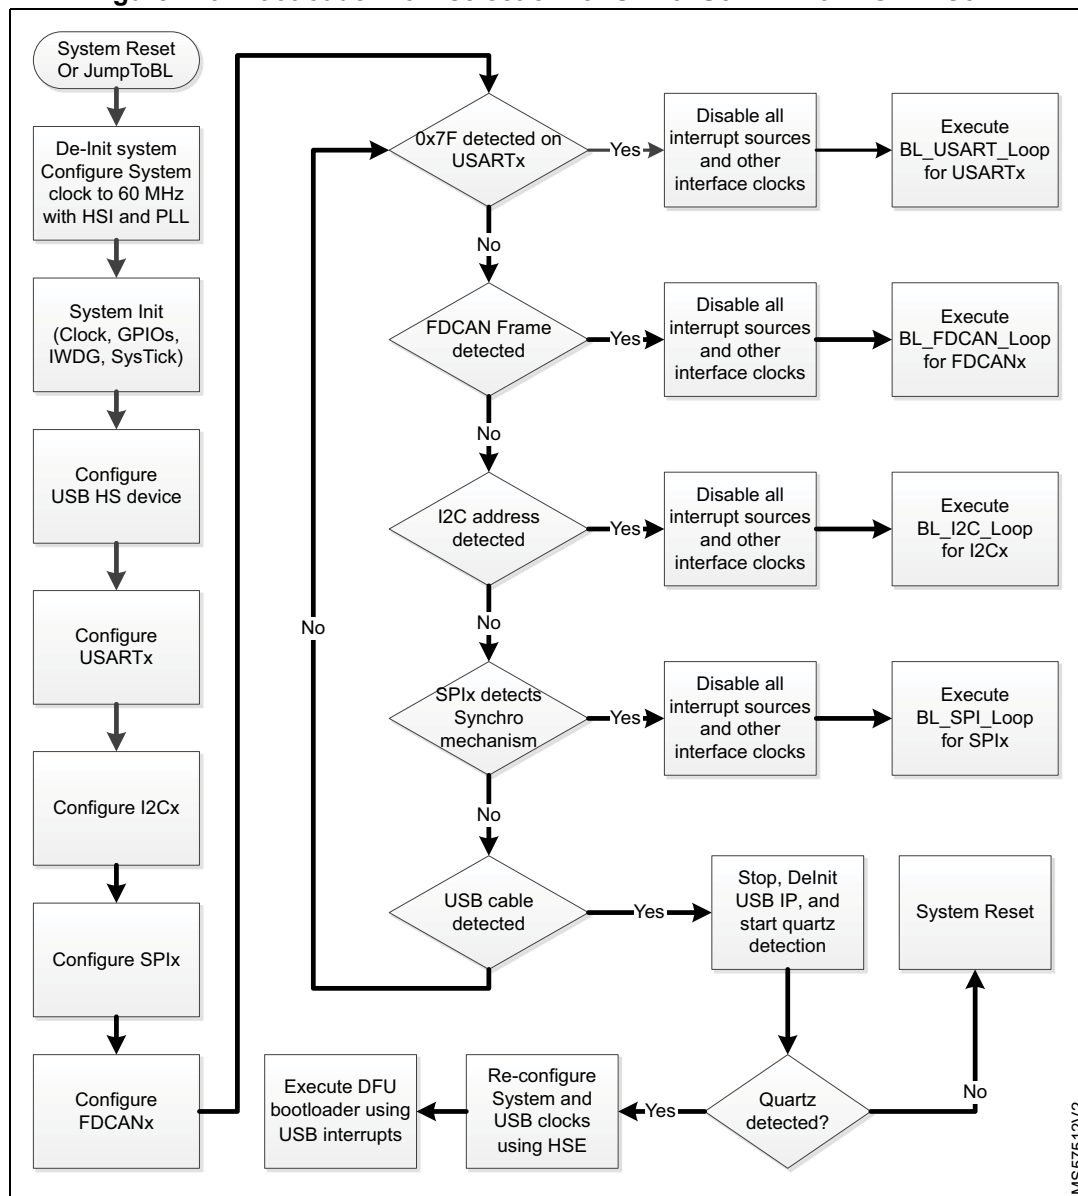 System Reset
Or JumpToBL
De-Init system
Configure System
clock to 60 MHz
with HSI and PLL
System Init
(Clock, GPIOs,
IWDG, SysTick)
Configure
USB HS device
Configure
USARTx
Configure I2Cx
Configure SPIx
Configure
FDCANx
0x7F detected on
USARTx
Yes
Disable all
interrupt sources
and other
interface clocks
Execute
BL_USART_Loop
for USARTx
No
FDCAN Frame
detected
Yes
Disable all
interrupt sources
and other
interface clocks
Execute
BL_FDCAN_Loop
for FDCANx
No
I2C address
detected
Yes
Disable all
interrupt sources
and other
interface clocks
Execute
BL_I2C_Loop
for I2Cx
No
No
SPIx detects
Synchro
mechanism
Yes
Disable all
interrupt sources
and other
interface clocks
Execute
BL_SPI_Loop
for SPIx
No
USB cable
detected
Yes
Stop, DeInit
USB IP, and
start quartz
detection
System Reset
Quartz
detected?
No
Yes
Re-configure
System and
USB clocks
using HSE
Execute DFU
bootloader using
USB interrupts